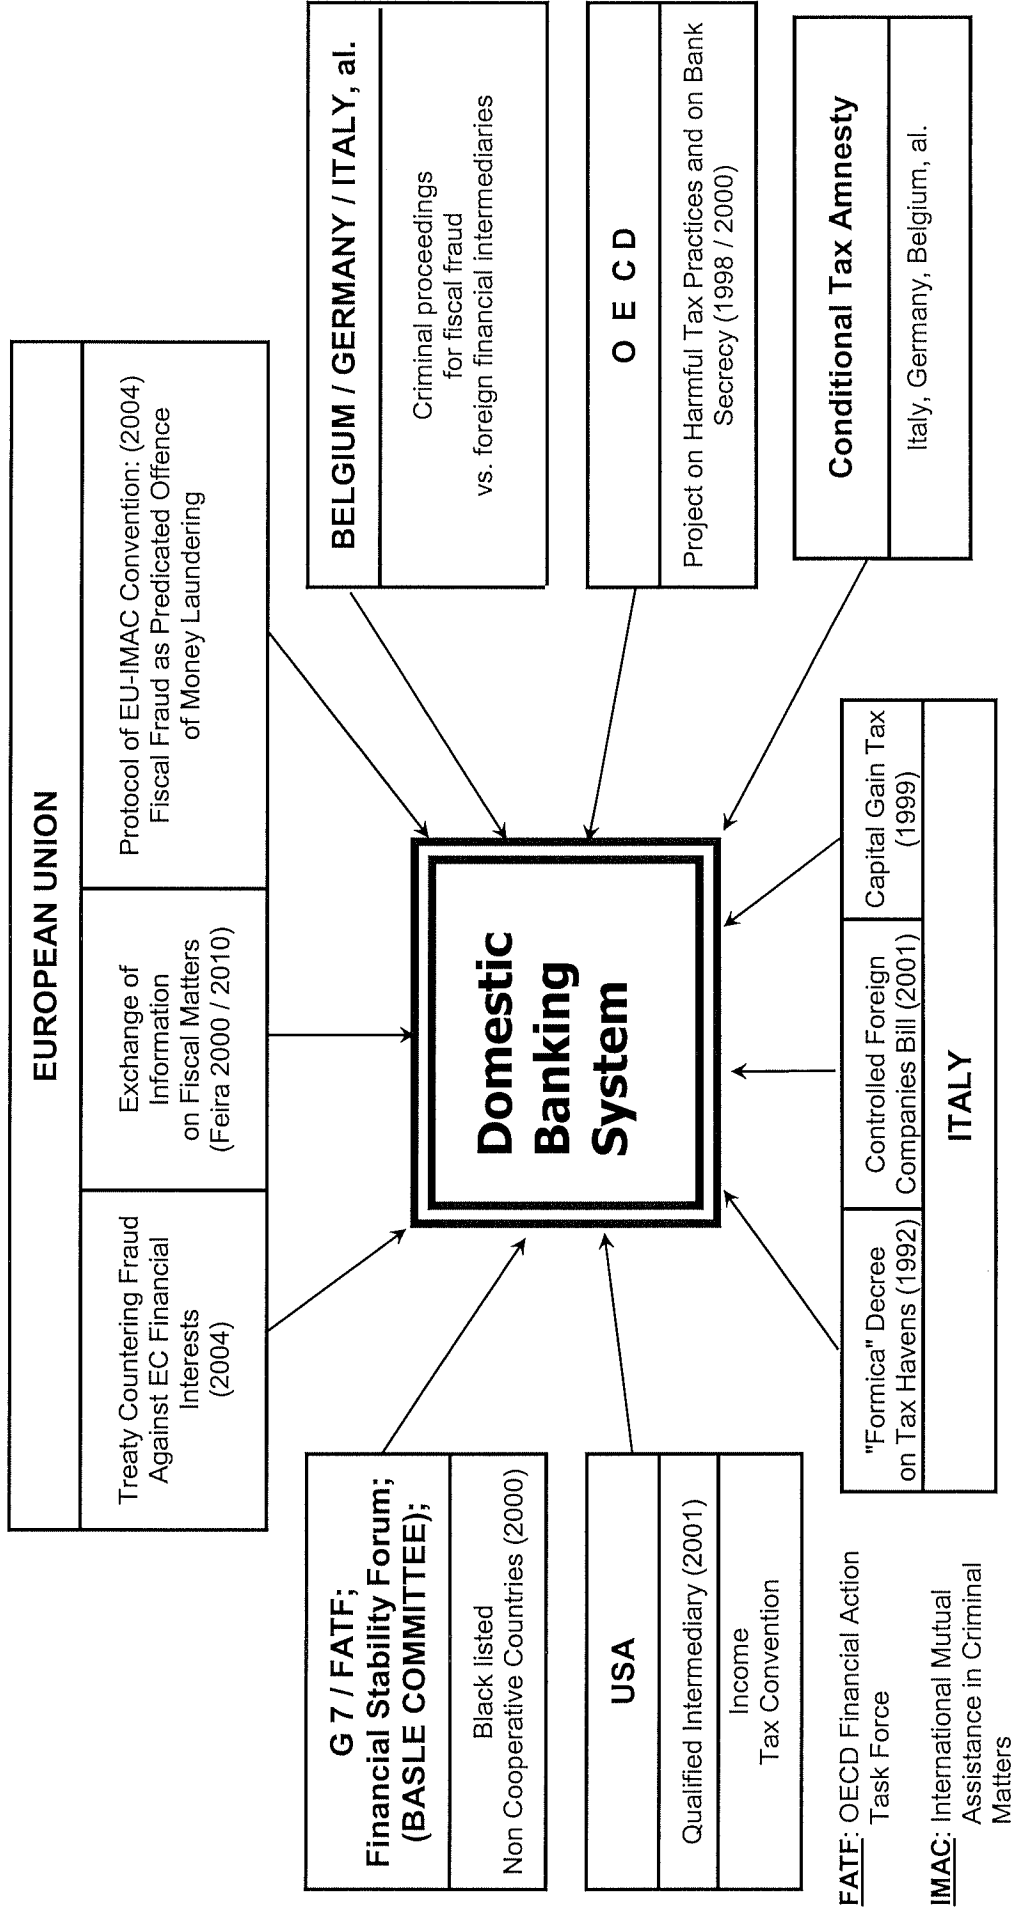 EUROPEAN UNION
Treaty Countering Fraud
Against EC Financial
Interests
(2004)
Exchange of
Information
on Fiscal Matters
(Feira 2000 / 2010)
Protocol of EU-IMAC Convention: (2004)
Fiscal Fraud as Predicated Offence
of Money Laundering
G 7 / FATF;
Financial Stability Forum;
(BASLE COMMITTEE);
Black listed
Non Cooperative Countries (2000)
BELGIUM / GERMANY / ITALY, al.
Criminal proceedings
for fiscal fraud
vs. foreign financial intermediaries
Domestic
Banking
System
USA
Qualified Intermediary (2001)
Income
Tax Convention
O E C D
Project on Harmful Tax Practices and on Bank
Secrecy (1998 / 2000)
Conditional Tax Amnesty
Italy, Germany, Belgium, al.
"Formica" Decree
on Tax Havens (1992)
Controlled Foreign
Companies Bill (2001)
Capital Gain Tax
(1999)
ITALY
FATF: OECD Financial Action
Task Force
IMAC: International Mutual
Assistance in Criminal
Matters